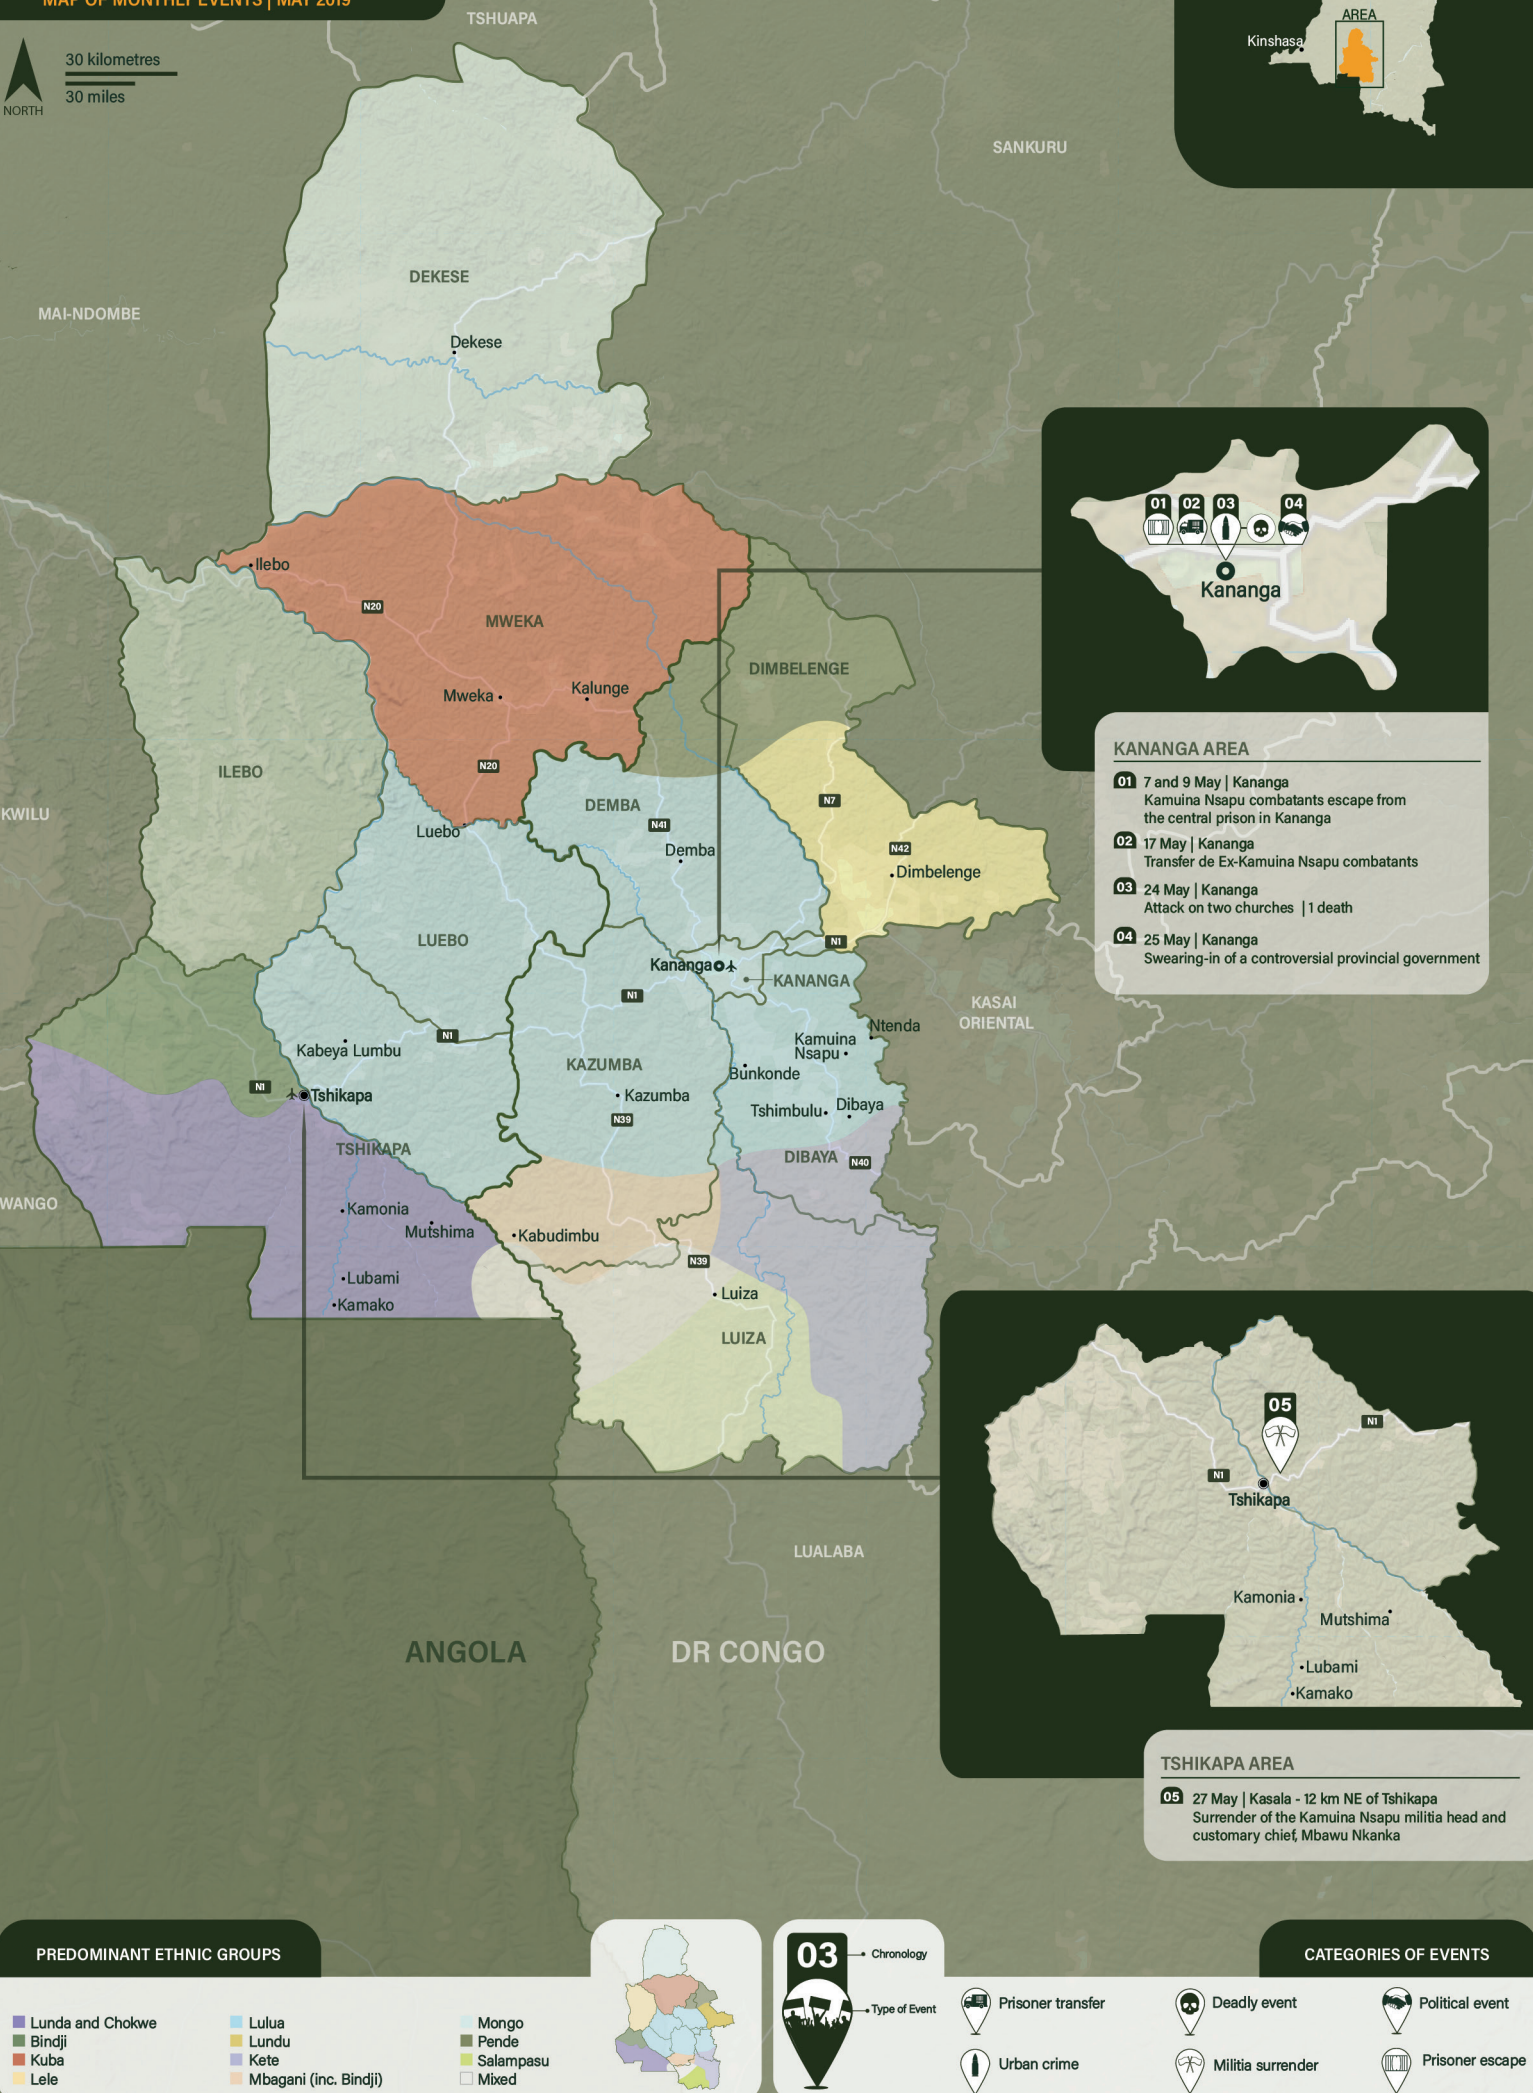 MAP OF MONTHLY EVENTS | MAY 2019
TSHUAPA
AREA
Kinshasa
30 kilometres
30 miles
NORTH
SANKURU
DEKESE
MAI-NDOMBE
Dekese
01
02
03
04
Kananga
Ilebo
N20
MWEKA
DIMBELENGE
Mweka
Kalunge
N20
ILEBO
KWILU
DEMBA
N7
N41
Luebo
Demba
N42
Dimbelenge
LUEBO
N1
Kananga
KANANGA
N1
KANANGA AREA
01 7 and 9 May | Kananga
Kamuina Nsapu combatants escape from
the central prison in Kananga
02 17 May | Kananga
Transfer de Ex-Kamuina Nsapu combatants
03 24 May | Kananga
Attack on two churches | 1 death
04 25 May | Kananga
Swearing-in of a controversial provincial government
KASAI
ORIENTAL
Ntenda
Kamuina
Nsapu
N1
Kabeya Lumbu
KAZUMBA
Bunkonde
N1
Tshikapa
Kazumba
Tshimbulu
Dibaya
N39
TSHIKAPA
DIBAYA
N40
WANGO
Kamonia
Mutshima
Kabudimbu
N39
Lubami
Luiza
Kamako
LUIZA
05
N1
N1
Tshikapa
LUALABA
Kamonia
Mutshima
Lubami
Kamako
ANGOLA
DR CONGO
TSHIKAPA AREA
05 27 May | Kasala - 12 km NE of Tshikapa
Surrender of the Kamuina Nsapu militia head and
customary chief, Mbawu Nkanka
PREDOMINANT ETHNIC GROUPS
Lunda and Chokwe
Bindji
Kuba
Lele
Lulua
Lundu
Kete
Mbagani (inc. Bindji)
Mongo
Pende
Salampasu
Mixed
03
Chronology
Type of Event
CATEGORIES OF EVENTS
Prisoner transfer
Deadly event
Political event
Urban crime
Militia surrender
Prisoner escape